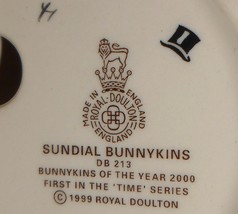 MADE IN ENGLAND
ROYAL DOULTON
ENGLAND
SUNDIAL BUNNYKINS
DB 213
BUNNYKINS OF THE YEAR 2000
FIRST IN THE 'TIME' SERIES
© 1999 ROYAL DOULTON